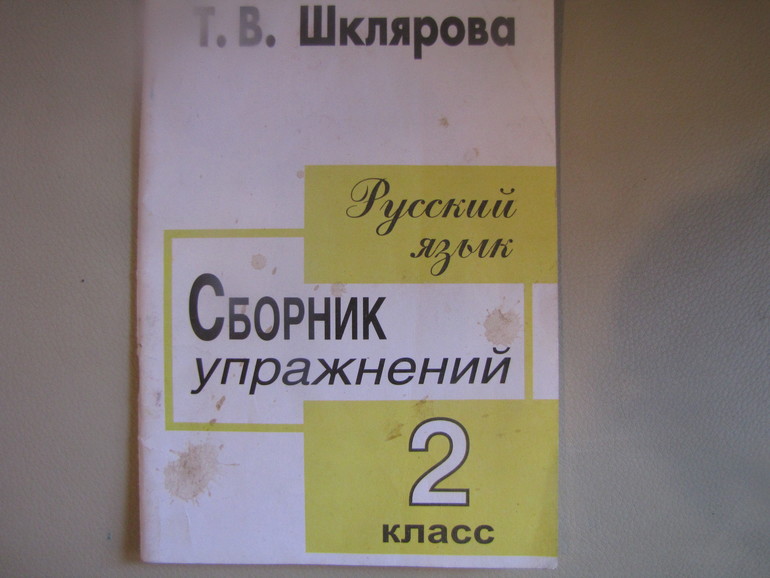 Т. В. Шклярова
Русский
язык
Сборник
упражнений
2
класс